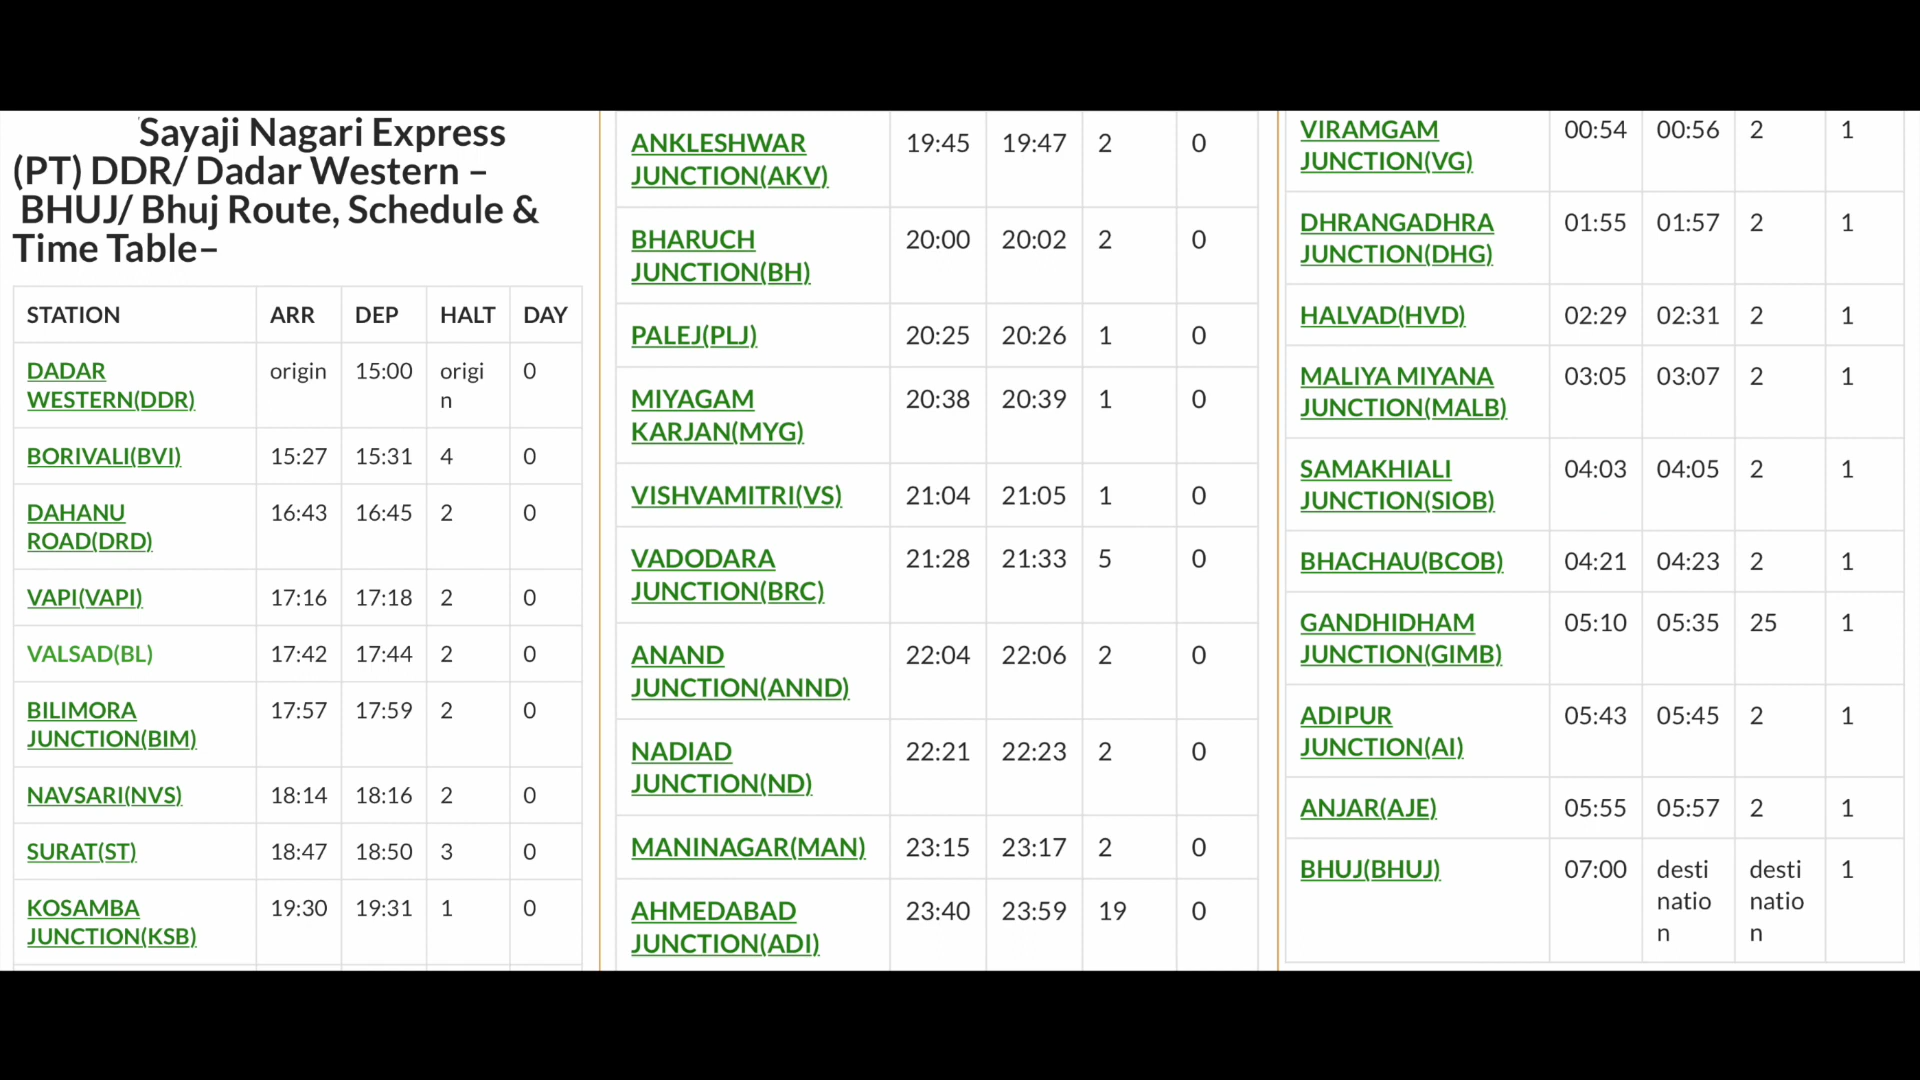 Sayaji Nagari Express
(PT) DDR/ Dadar Western –
BHUJ/ Bhuj Route, Schedule &
Time Table–
STATION ARR DEP HALT DAY
DADAR origin 15:00 origi 0
WESTERN(DDR) n
BORIVALI(BVI) 15:27 15:31 4 0
DAHANU 16:43 16:45 2 0
ROAD(DRD)
VAPI(VAPI) 17:16 17:18 2 0
VALSAD(BL) 17:42 17:44 2 0
BILIMORA 17:57 17:59 2 0
JUNCTION(BIM)
NAVSARI(NVS) 18:14 18:16 2 0
SURAT(ST) 18:47 18:50 3 0
KOSAMBA 19:30 19:31 1 0
JUNCTION(KSB)
ANKLESHWAR 19:45 19:47 2 0
JUNCTION(AKV)
BHARUCH 20:00 20:02 2 0
JUNCTION(BH)
PALEJ(PLJ) 20:25 20:26 1 0
MIYAGAM 20:38 20:39 1 0
KARJAN(MYG)
VISHVAMITRI(VS) 21:04 21:05 1 0
VADODARA 21:28 21:33 5 0
JUNCTION(BRC)
ANAND 22:04 22:06 2 0
JUNCTION(ANND)
NADIAD 22:21 22:23 2 0
JUNCTION(ND)
MANINAGAR(MAN) 23:15 23:17 2 0
AHMEDABAD 23:40 23:59 19 0
JUNCTION(ADI)
VIRAMGAM 00:54 00:56 2 1
JUNCTION(VG)
DHRANGADHRA 01:55 01:57 2 1
JUNCTION(DHG)
HALVAD(HVD) 02:29 02:31 2 1
MALIYA MIYANA 03:05 03:07 2 1
JUNCTION(MALB)
SAMAKHIALI 04:03 04:05 2 1
JUNCTION(SIOB)
BHACHAU(BCOB) 04:21 04:23 2 1
GANDHIDHAM 05:10 05:35 25 1
JUNCTION(GIMB)
ADIPUR 05:43 05:45 2 1
JUNCTION(AI)
ANJAR(AJE) 05:55 05:57 2 1
BHUJ(BHUJ) 07:00 desti desti 1
natio natio
n n